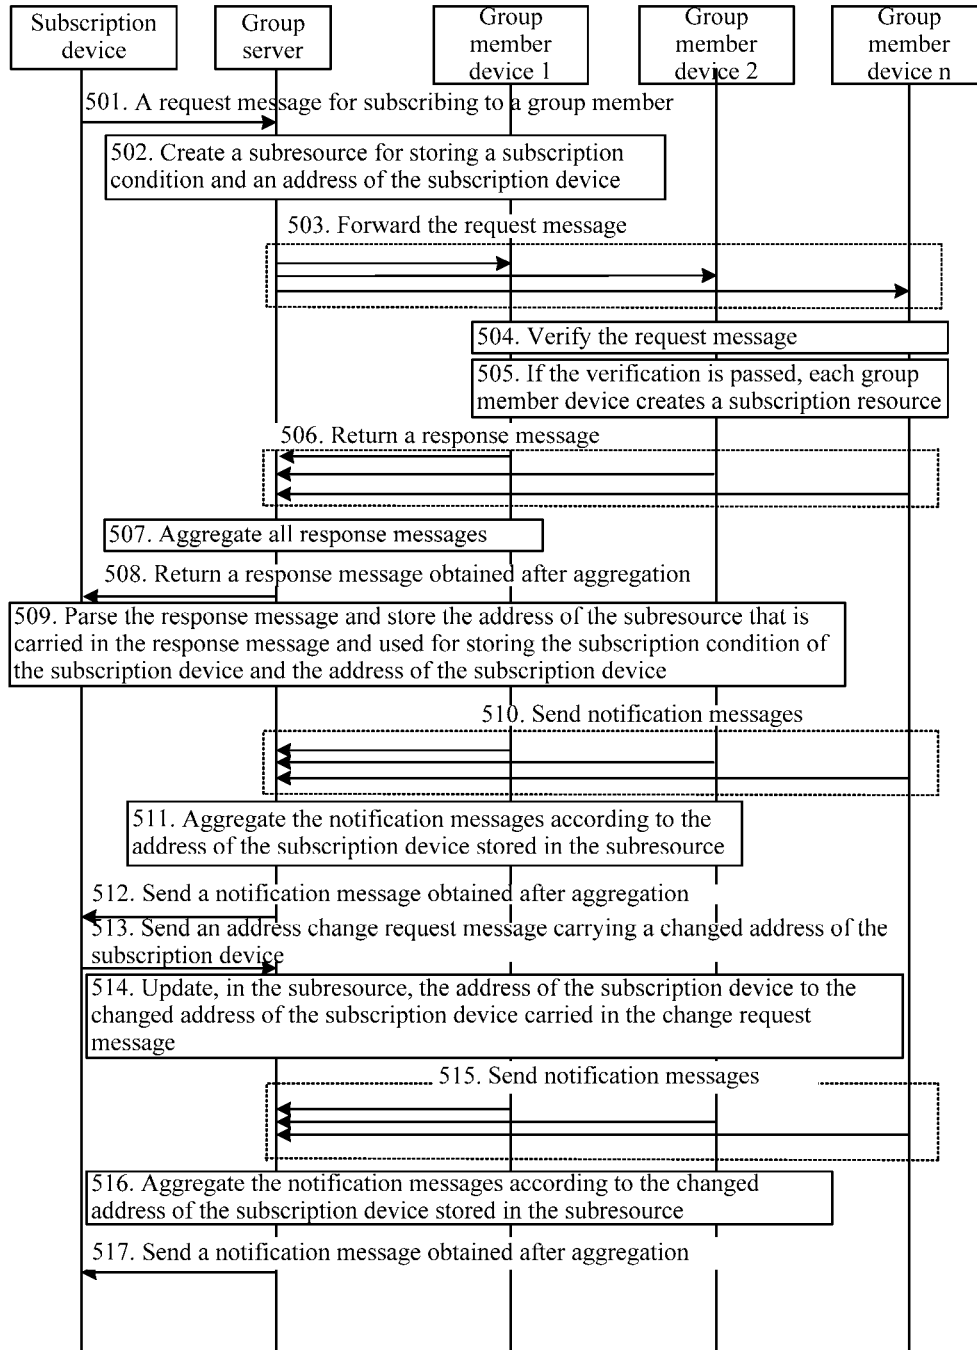 Subscription
device
Group
server
Group
member
device 1
Group
member
device 2
Group
member
device n
501. A request message for subscribing to a group member
502. Create a subresource for storing a subscription
condition and an address of the subscription device
503. Forward the request message
504. Verify the request message
505. If the verification is passed, each group
member device creates a subscription resource
506. Return a response message
507. Aggregate all response messages
508. Return a response message obtained after aggregation
509. Parse the response message and store the address of the subresource that is
carried in the response message and used for storing the subscription condition of
the subscription device and the address of the subscription device
510. Send notification messages
511. Aggregate the notification messages according to the
address of the subscription device stored in the subresource
512. Send a notification message obtained after aggregation
513. Send an address change request message carrying a changed address of the
subscription device
514. Update, in the subresource, the address of the subscription device to the
changed address of the subscription device carried in the change request
message
515. Send notification messages
516. Aggregate the notification messages according to the changed
address of the subscription device stored in the subresource
517. Send a notification message obtained after aggregation